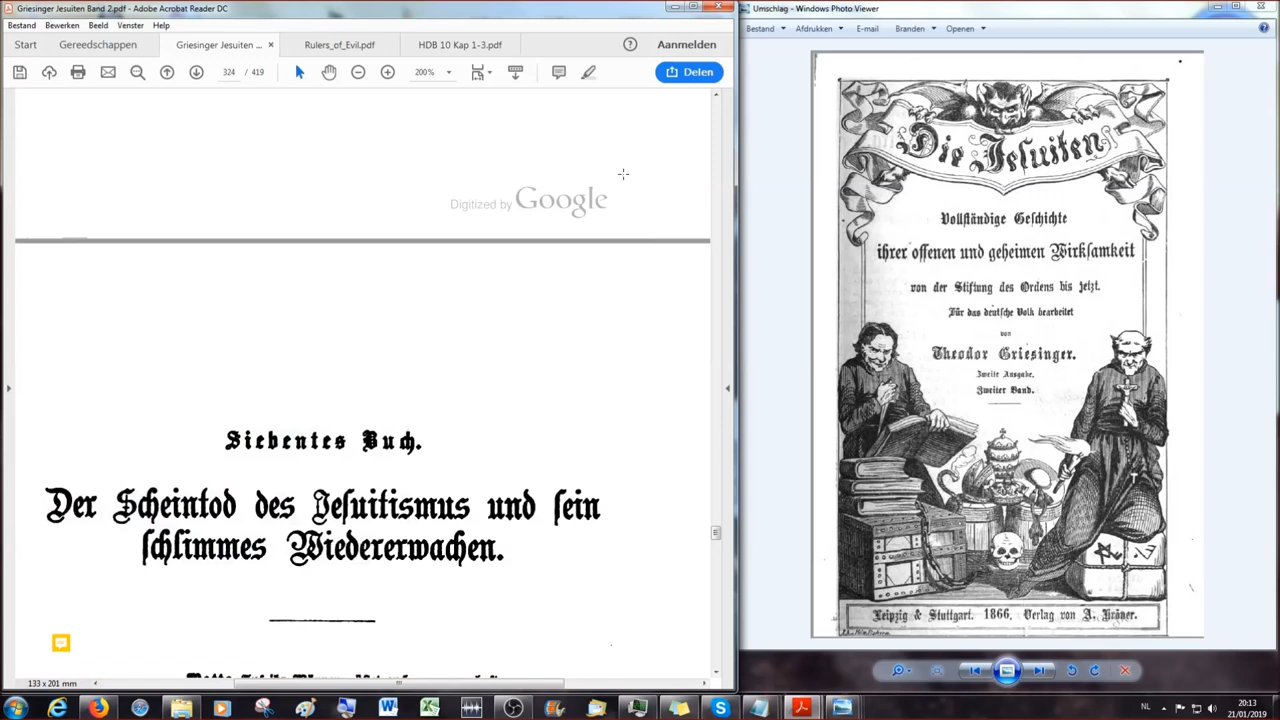 Griesinger Jesuiten Band 2.pdf - Adobe Acrobat Reader DC
Bestand Bewerken Beeld Venster Help
Start Gereedschappen Griesinger Jesuiten ... Rulers_of_Evil.pdf HDB 10 Kap 1-3.pdf Aanmelden
324 / 419 200% Delen
Digitized by Google
Siebentes Buch.
Der Scheintod des Jesuitismus und sein
schlimmes Wiedererwachen.
133 x 201 mm
Umschlag - Windows Photo Viewer
Bestand Afdrukken E-mail Branden Openen
Die Jesuiten
Vollständige Geschichte
ihrer offenen und geheimen Wirksamkeit
von der Stiftung des Ordens bis jetzt.
Für das deutsche Volk bearbeitet
von
Theodor Griesinger.
Zweite Ausgabe.
Zweiter Band.
Leipzig & Stuttgart. 1866. Verlag von A. Kröner.
NL 20:13
21/01/2019